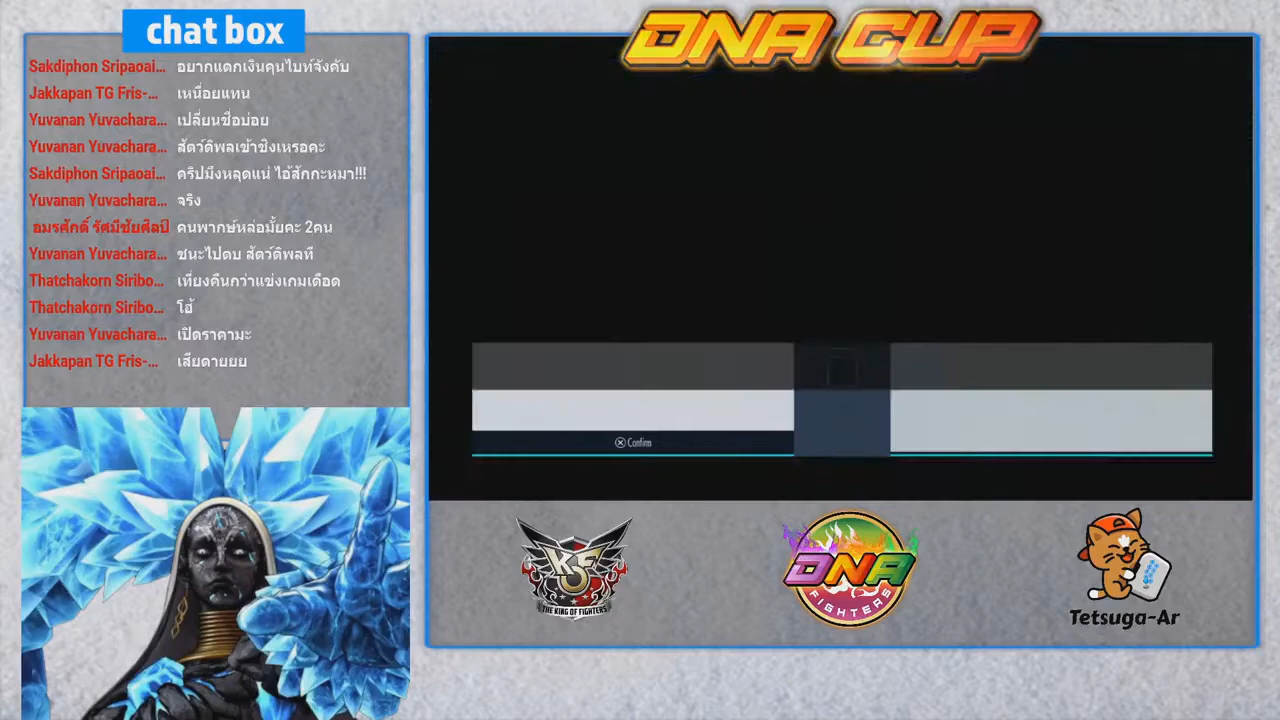 chat box
DNA CUP
Sakdiphon Sripaoai... อยากแดกเงินคุนไบท์จังคับ
Jakkapan TG Fris-... เหนื่อยแทน
Yuvanan Yuvachara... เปลี่ยนชื่อบ่อย
Yuvanan Yuvachara... สัตว์ดิพลเข้าชิงเหรอคะ
Sakdiphon Sripaoai... คริปมึงหลุดแน่ ไอ้สักกะหมา!!!
Yuvanan Yuvachara... จริง
อมรศักดิ์ รัศมีชัยศิลป์ คนพากษ์หล่อมั้ยคะ 2คน
Yuvanan Yuvachara... ชนะไปตบ สัตว์ดิพลที
Thatchakorn Siribo... เที่ยงคืนกว่าแข่งเกมเดือด
Thatchakorn Siribo... โฮ้
Yuvanan Yuvachara... เปิดราคามะ
Jakkapan TG Fris-... เสียดายยย
Confirm
KOF
THE KING OF FIGHTERS
DNA
FIGHTERS
Tetsuga-Ar